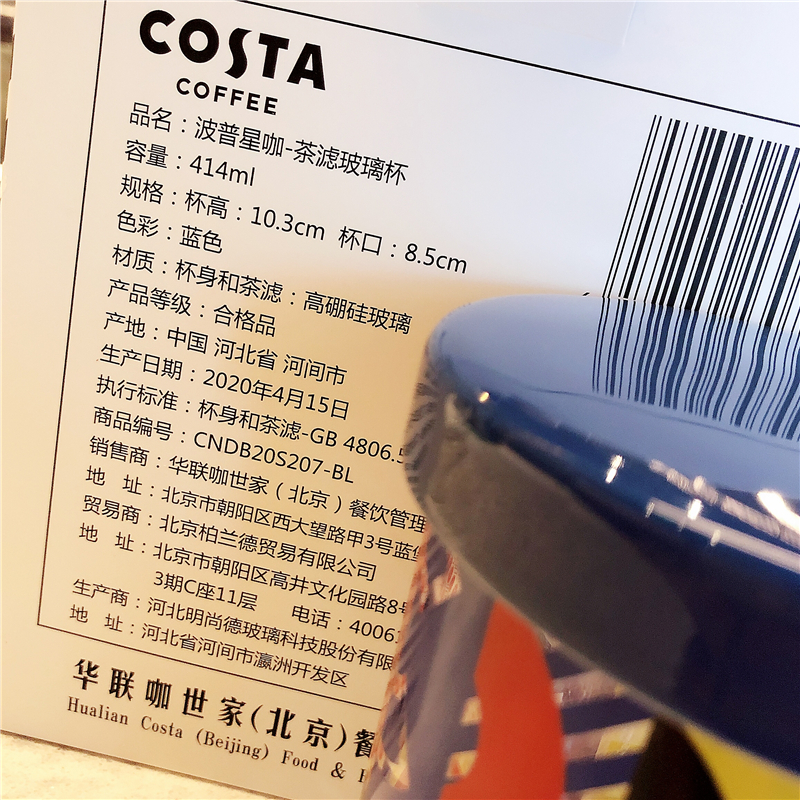 COSTA
COFFEE
品名：波普星咖-茶滤玻璃杯
容量：414ml
规格：杯高：10.3cm 杯口：8.5cm
色彩：蓝色
材质：杯身和茶滤：高硼硅玻璃
产品等级：合格品
产地：中国 河北省 河间市
生产日期：2020年4月15日
执行标准：杯身和茶滤-GB 4806.5
商品编号：CNDB20S207-BL
销售商：华联咖世家（北京）餐饮管理
地 址：北京市朝阳区西大望路甲3号蓝堡
贸易商：北京柏兰德贸易有限公司
地 址：北京市朝阳区高井文化园路8号
3期C座11层 电话：40061
生产商：河北明尚德玻璃科技股份有限
地 址：河北省河间市瀛洲开发区
华联咖世家(北京)餐
Hualian Costa (Beijing) Food &